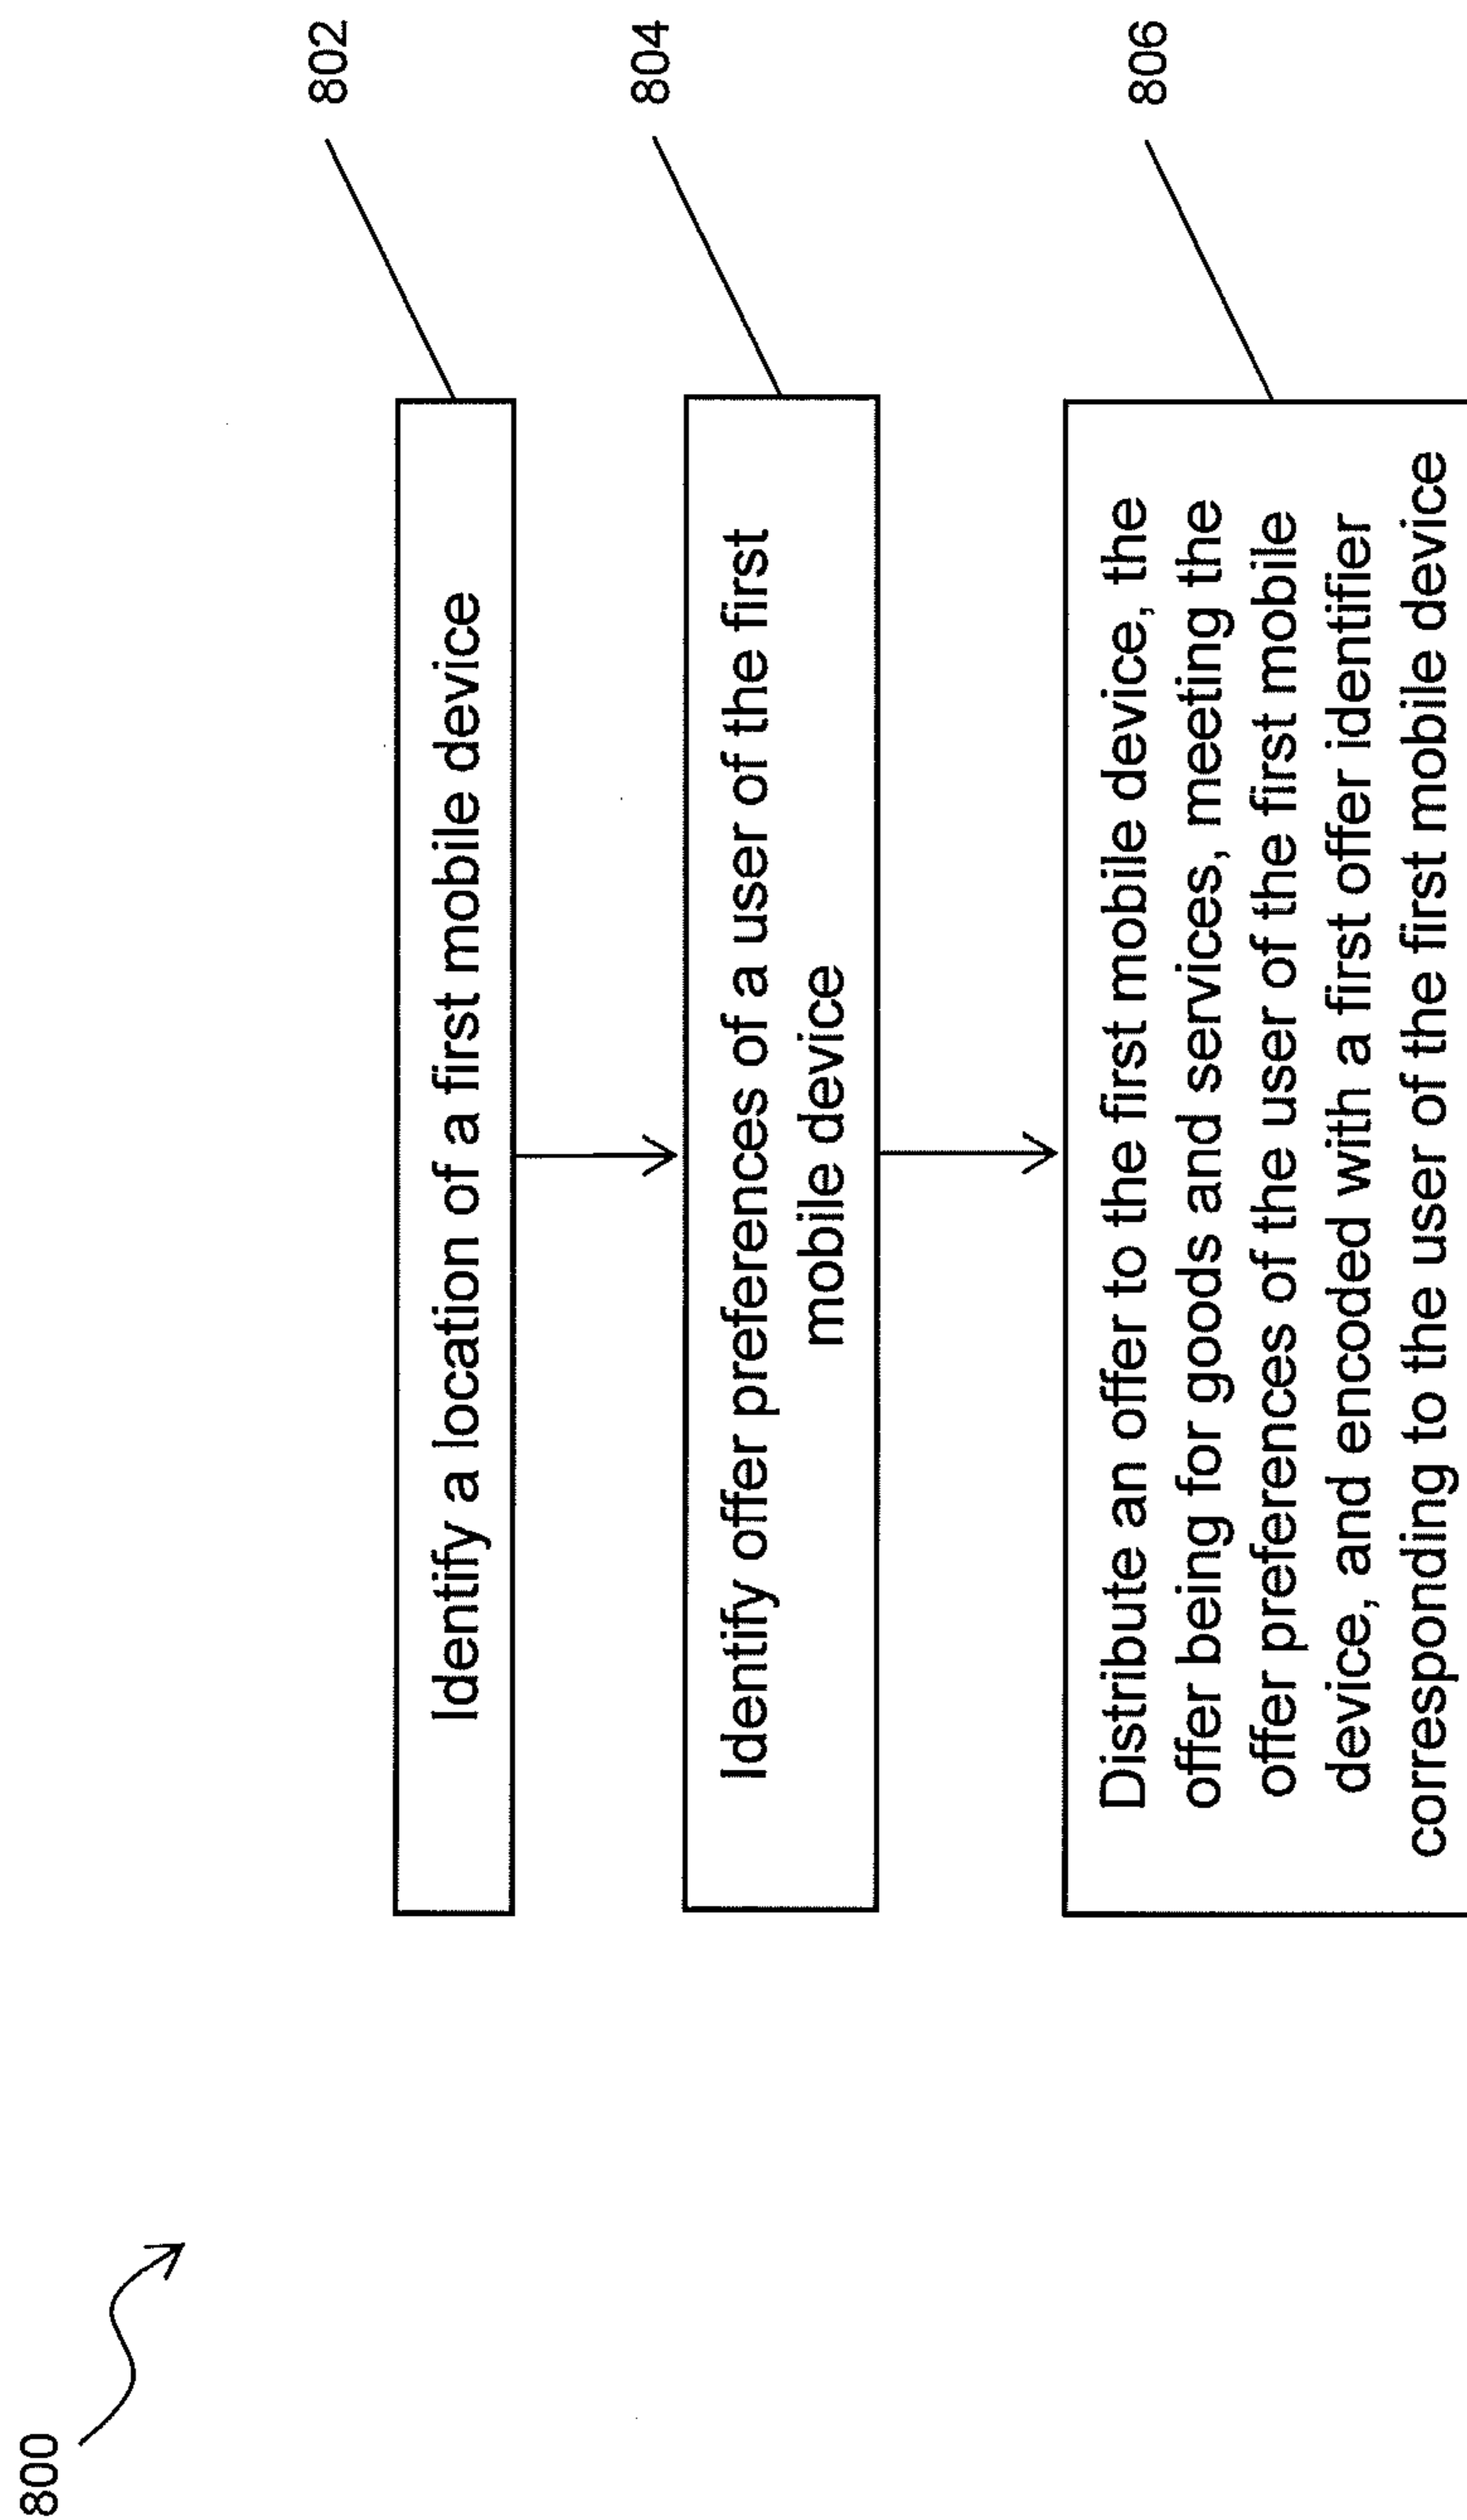 800
802
Identify a location of a first mobile device
804
Identify offer preferences of a user of the first
mobile device
806
Distribute an offer to the first mobile device, the
offer being for goods and services, meeting the
offer preferences of the user of the first mobile
device, and encoded with a first offer identifier
corresponding to the user of the first mobile device